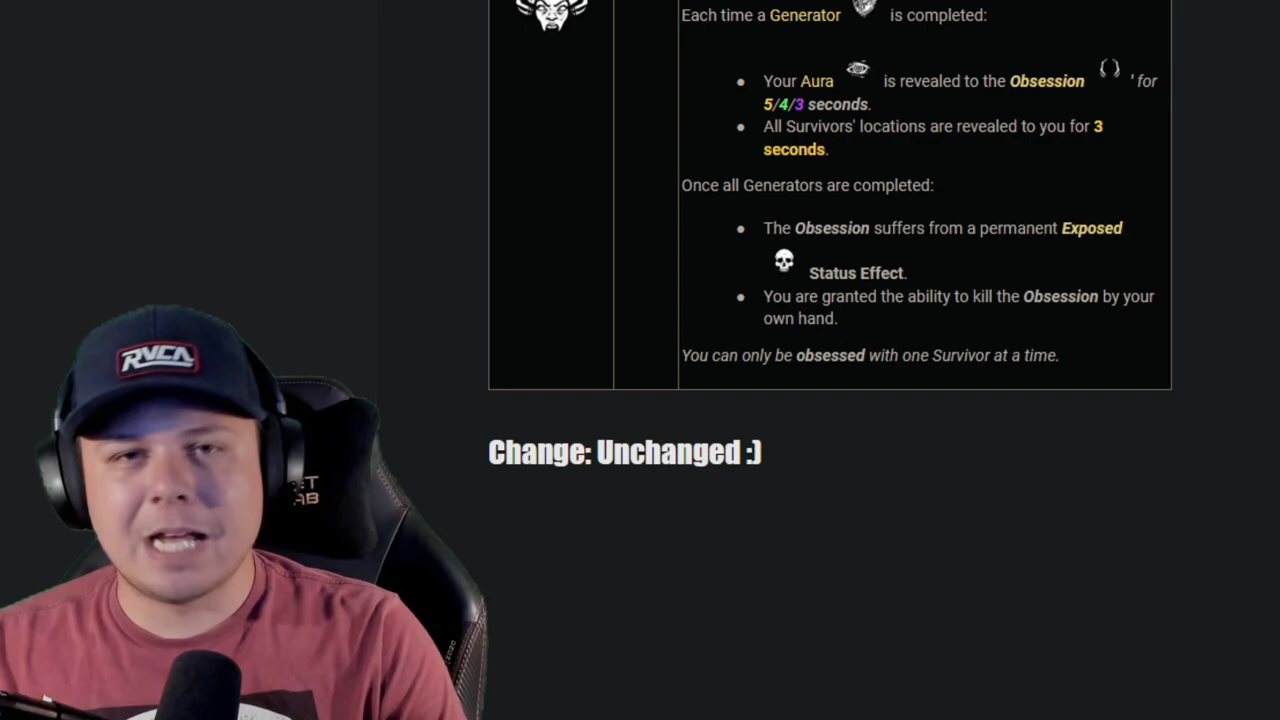 Each time a Generator is completed:
Your Aura is revealed to the Obsession ' for
5/4/3 seconds.
All Survivors' locations are revealed to you for 3
seconds.
Once all Generators are completed:
The Obsession suffers from a permanent Exposed
Status Effect.
You are granted the ability to kill the Obsession by your
own hand.
You can only be obsessed with one Survivor at a time.
Change: Unchanged :)
RVCA